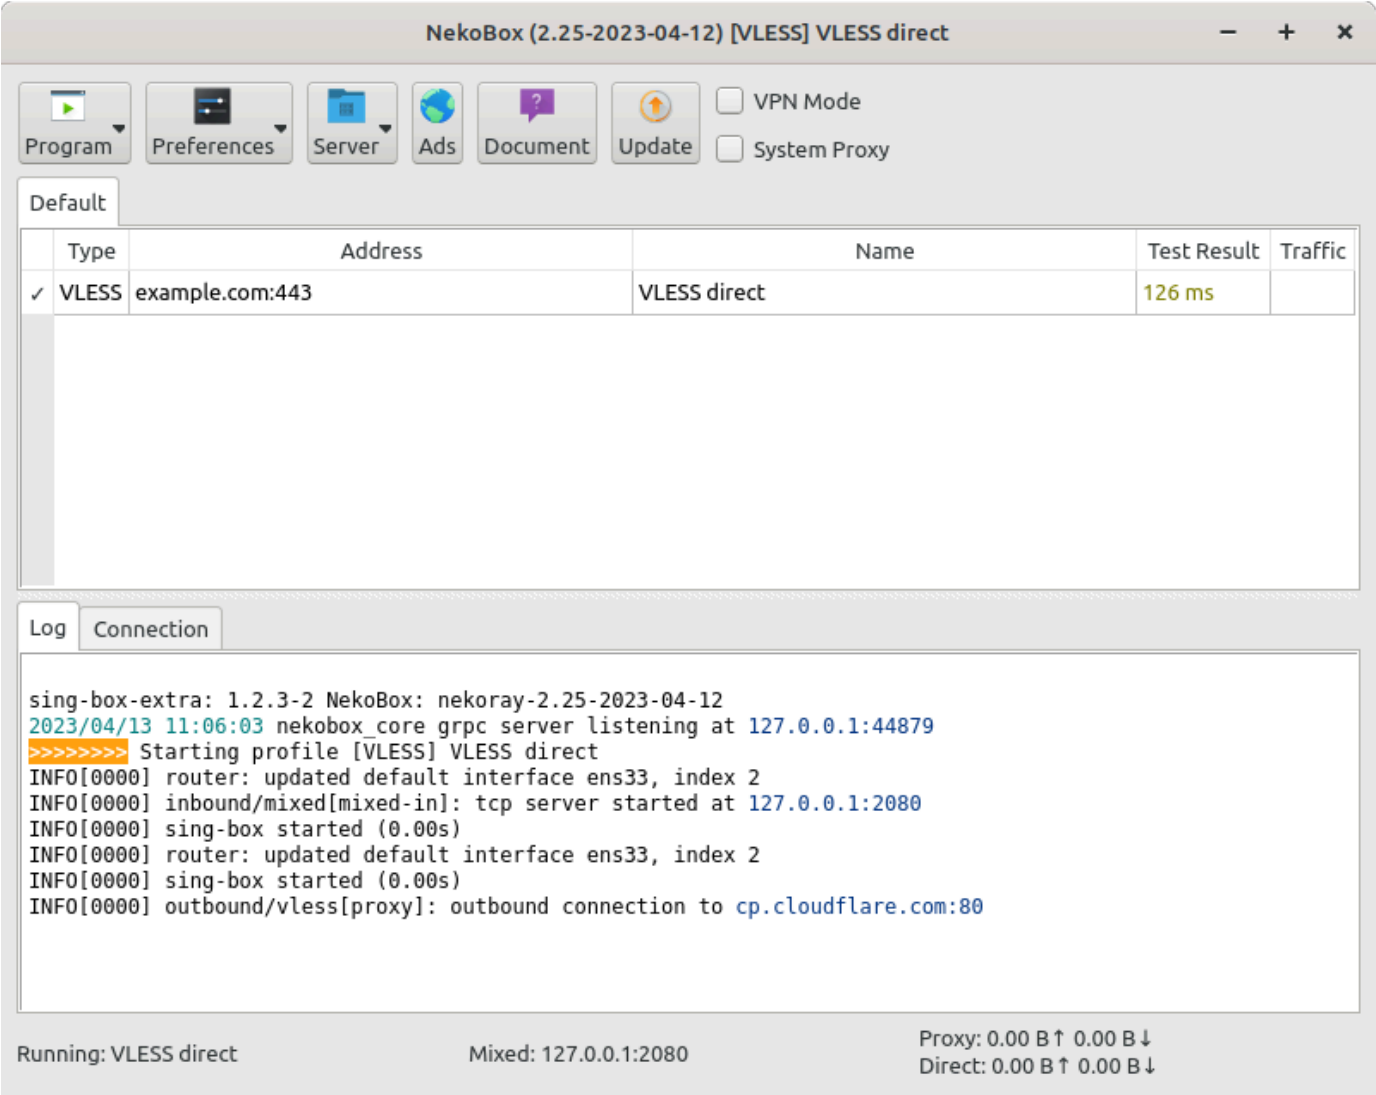 NekoBox (2.25-2023-04-12) [VLESS] VLESS direct
Program Preferences Server Ads Document Update
VPN Mode
System Proxy
Default
Type Address Name Test Result Traffic
✓ VLESS example.com:443 VLESS direct 126 ms
Log Connection
sing-box-extra: 1.2.3-2 NekoBox: nekoray-2.25-2023-04-12
2023/04/13 11:06:03 nekobox_core grpc server listening at 127.0.0.1:44879
>>>>>>>> Starting profile [VLESS] VLESS direct
INFO[0000] router: updated default interface ens33, index 2
INFO[0000] inbound/mixed[mixed-in]: tcp server started at 127.0.0.1:2080
INFO[0000] sing-box started (0.00s)
INFO[0000] router: updated default interface ens33, index 2
INFO[0000] sing-box started (0.00s)
INFO[0000] outbound/vless[proxy]: outbound connection to cp.cloudflare.com:80
Running: VLESS direct
Mixed: 127.0.0.1:2080
Proxy: 0.00 B↑ 0.00 B↓
Direct: 0.00 B↑ 0.00 B↓